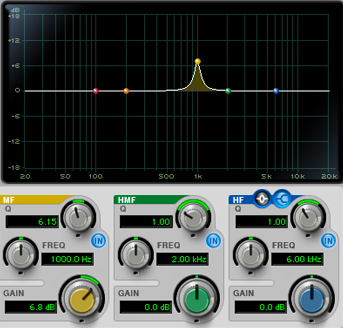 dB
+18
+12
+6
0
-6
-12
-18
20 50 100 200 500 1k 2k 5k 10k 20k
MF HMF HF
Q Q Q
6.15 1.00 1.00
IN IN IN
FREQ FREQ FREQ
1000.0 Hz 2.00 kHz 6.00 kHz
GAIN GAIN GAIN
6.8 dB 0.0 dB 0.0 dB